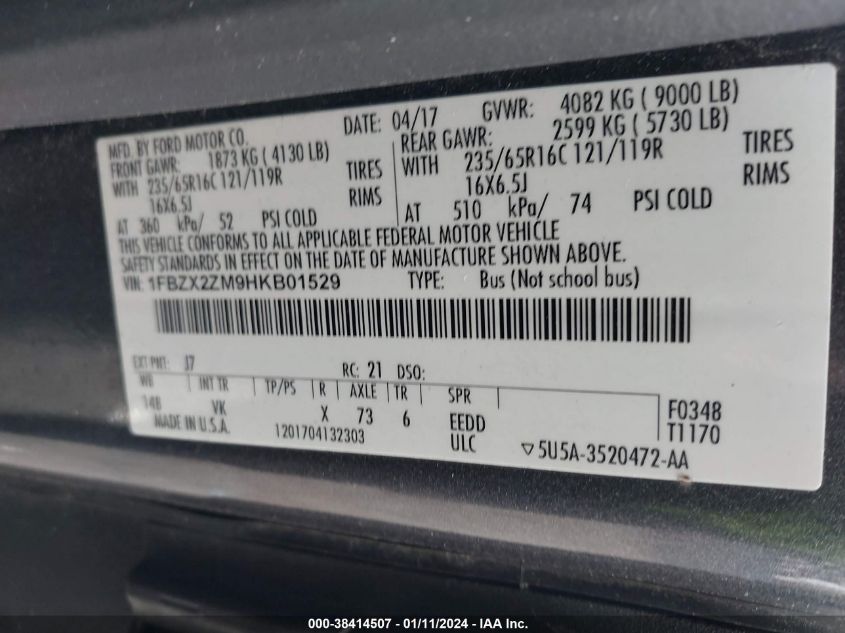 MFD. BY FORD MOTOR CO. DATE: 04/17 GVWR: 4082 KG ( 9000 LB)
FRONT GAWR: 1873 KG ( 4130 LB) REAR GAWR: 2599 KG ( 5730 LB)
WITH 235/65R16C 121/119R TIRES WITH 235/65R16C 121/119R TIRES
16X6.5J RIMS 16X6.5J RIMS
AT 360 kPa/ 52 PSI COLD AT 510 kPa/ 74 PSI COLD
THIS VEHICLE CONFORMS TO ALL APPLICABLE FEDERAL MOTOR VEHICLE
SAFETY STANDARDS IN EFFECT ON THE DATE OF MANUFACTURE SHOWN ABOVE.
VIN: 1FBZX2ZM9HKB01529 TYPE: Bus (Not school bus)
EXT PNT: J7 RC: 21 DSO:
WB INT TR TP/PS R AXLE TR SPR
148 VK X 73 6 EEDD F0348
MADE IN U.S.A. 1201704132303 ULC T1170
▽5U5A-3520472-AA
000-38414507 - 01/11/2024 - IAA Inc.